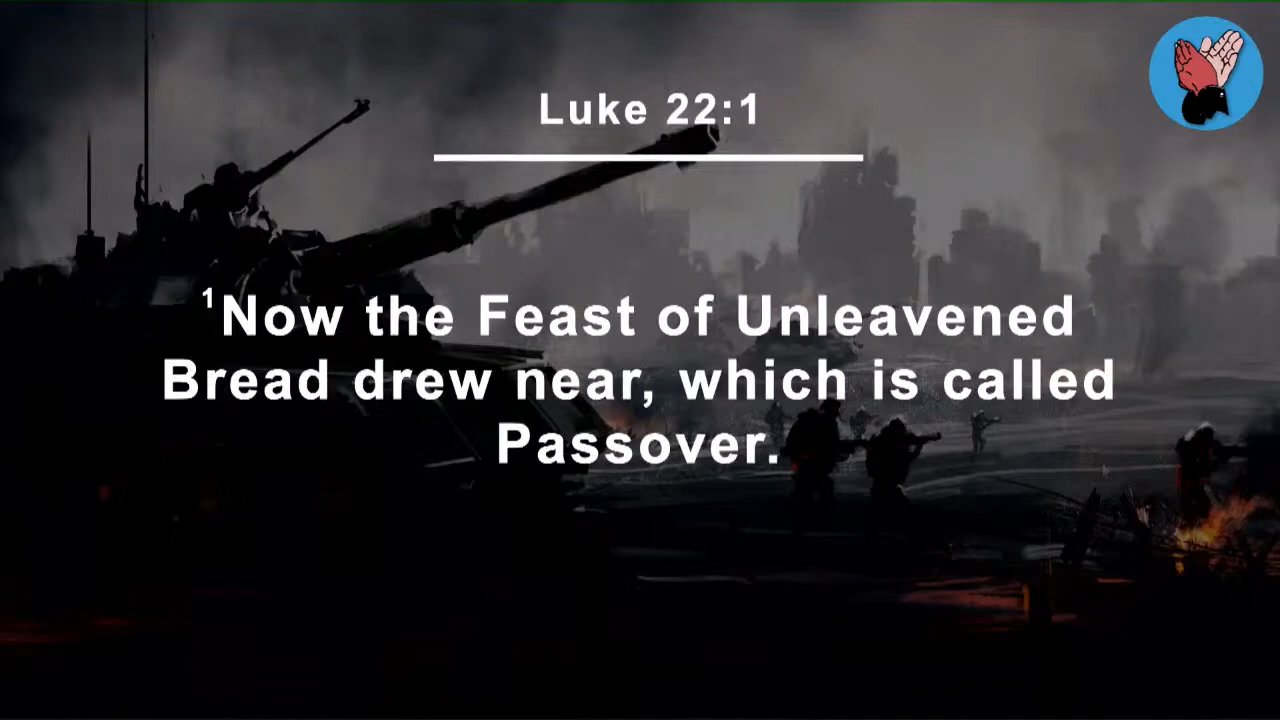 Luke 22:1
¹Now the Feast of Unleavened
Bread drew near, which is called
Passover.